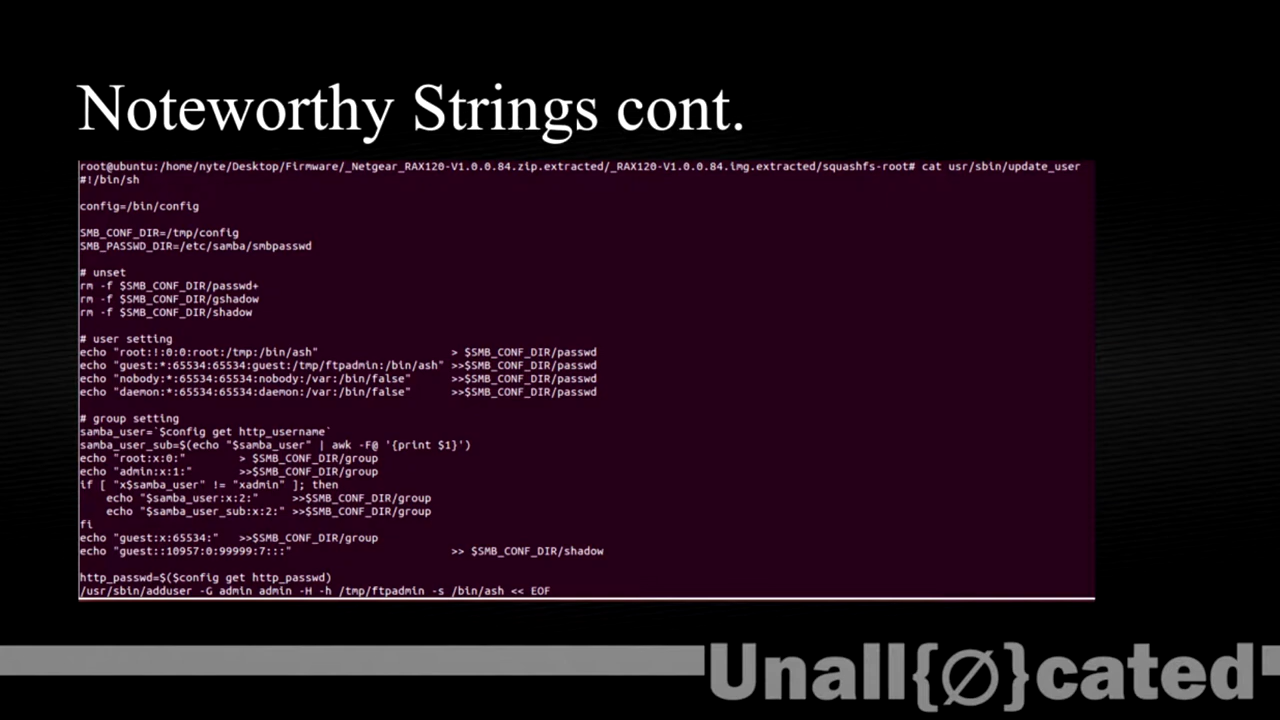 Noteworthy Strings cont.
root@ubuntu:/home/nyte/Desktop/Firmware/_Netgear_RAX120-V1.0.0.84.zip.extracted/_RAX120-V1.0.0.84.img.extracted/squashfs-root# cat usr/sbin/update_user
#!/bin/sh
config=/bin/config
SMB_CONF_DIR=/tmp/config
SMB_PASSWD_DIR=/etc/samba/smbpasswd
# unset
rm -f $SMB_CONF_DIR/passwd+
rm -f $SMB_CONF_DIR/gshadow
rm -f $SMB_CONF_DIR/shadow
# user setting
echo "root:!:0:0:root:/tmp:/bin/ash" > $SMB_CONF_DIR/passwd
echo "guest:*:65534:65534:guest:/tmp/ftpadmin:/bin/ash" >>$SMB_CONF_DIR/passwd
echo "nobody:*:65534:65534:nobody:/var:/bin/false" >>$SMB_CONF_DIR/passwd
echo "daemon:*:65534:65534:daemon:/var:/bin/false" >>$SMB_CONF_DIR/passwd
# group setting
samba_user=`$config get http_username`
samba_user_sub=$(echo "$samba_user" | awk -F@ '{print $1}')
echo "root:x:0:" > $SMB_CONF_DIR/group
echo "admin:x:1:" >>$SMB_CONF_DIR/group
if [ "x$samba_user" != "xadmin" ]; then
echo "$samba_user:x:2:" >>$SMB_CONF_DIR/group
echo "$samba_user_sub:x:2:" >>$SMB_CONF_DIR/group
fi
echo "guest:x:65534:" >>$SMB_CONF_DIR/group
echo "guest::10957:0:99999:7:::" >> $SMB_CONF_DIR/shadow
http_passwd=$($config get http_passwd)
/usr/sbin/adduser -G admin admin -H -h /tmp/ftpadmin -s /bin/ash << EOF
Unall{Ø}cated